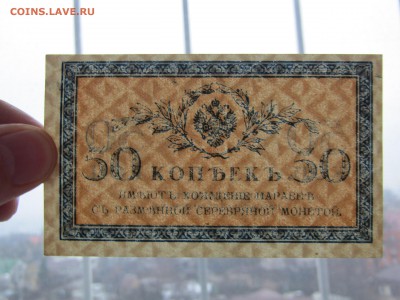 COINS.LAVE.RU
50 КОПѢЕКЪ 50
ИМѢЮТЪ ХОЖДЕНІЕ НАРАВНѢ
СЪ РАЗМѢННОЙ СЕРЕБРЯНОЙ МОНЕТОЙ.